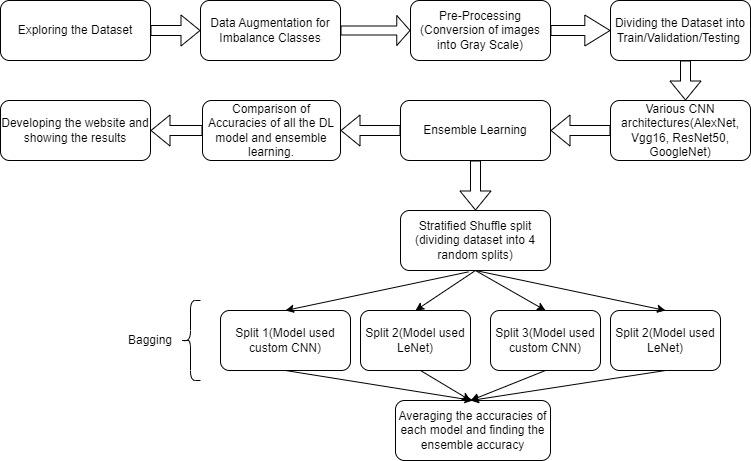 Exploring the Dataset
Data Augmentation for
Imbalance Classes
Pre-Processing
(Conversion of images
into Gray Scale)
Dividing the Dataset into
Train/Validation/Testing
Various CNN
architectures(AlexNet,
Vgg16, ResNet50,
GoogleNet)
Ensemble Learning
Comparison of
Accuracies of all the DL
model and ensemble
learning.
Developing the website and
showing the results
Stratified Shuffle split
(dividing dataset into 4
random splits)
Bagging
Split 1(Model used
custom CNN)
Split 2(Model used
LeNet)
Split 3(Model used
custom CNN)
Split 2(Model used
LeNet)
Averaging the accuracies of
each model and finding the
ensemble accuracy